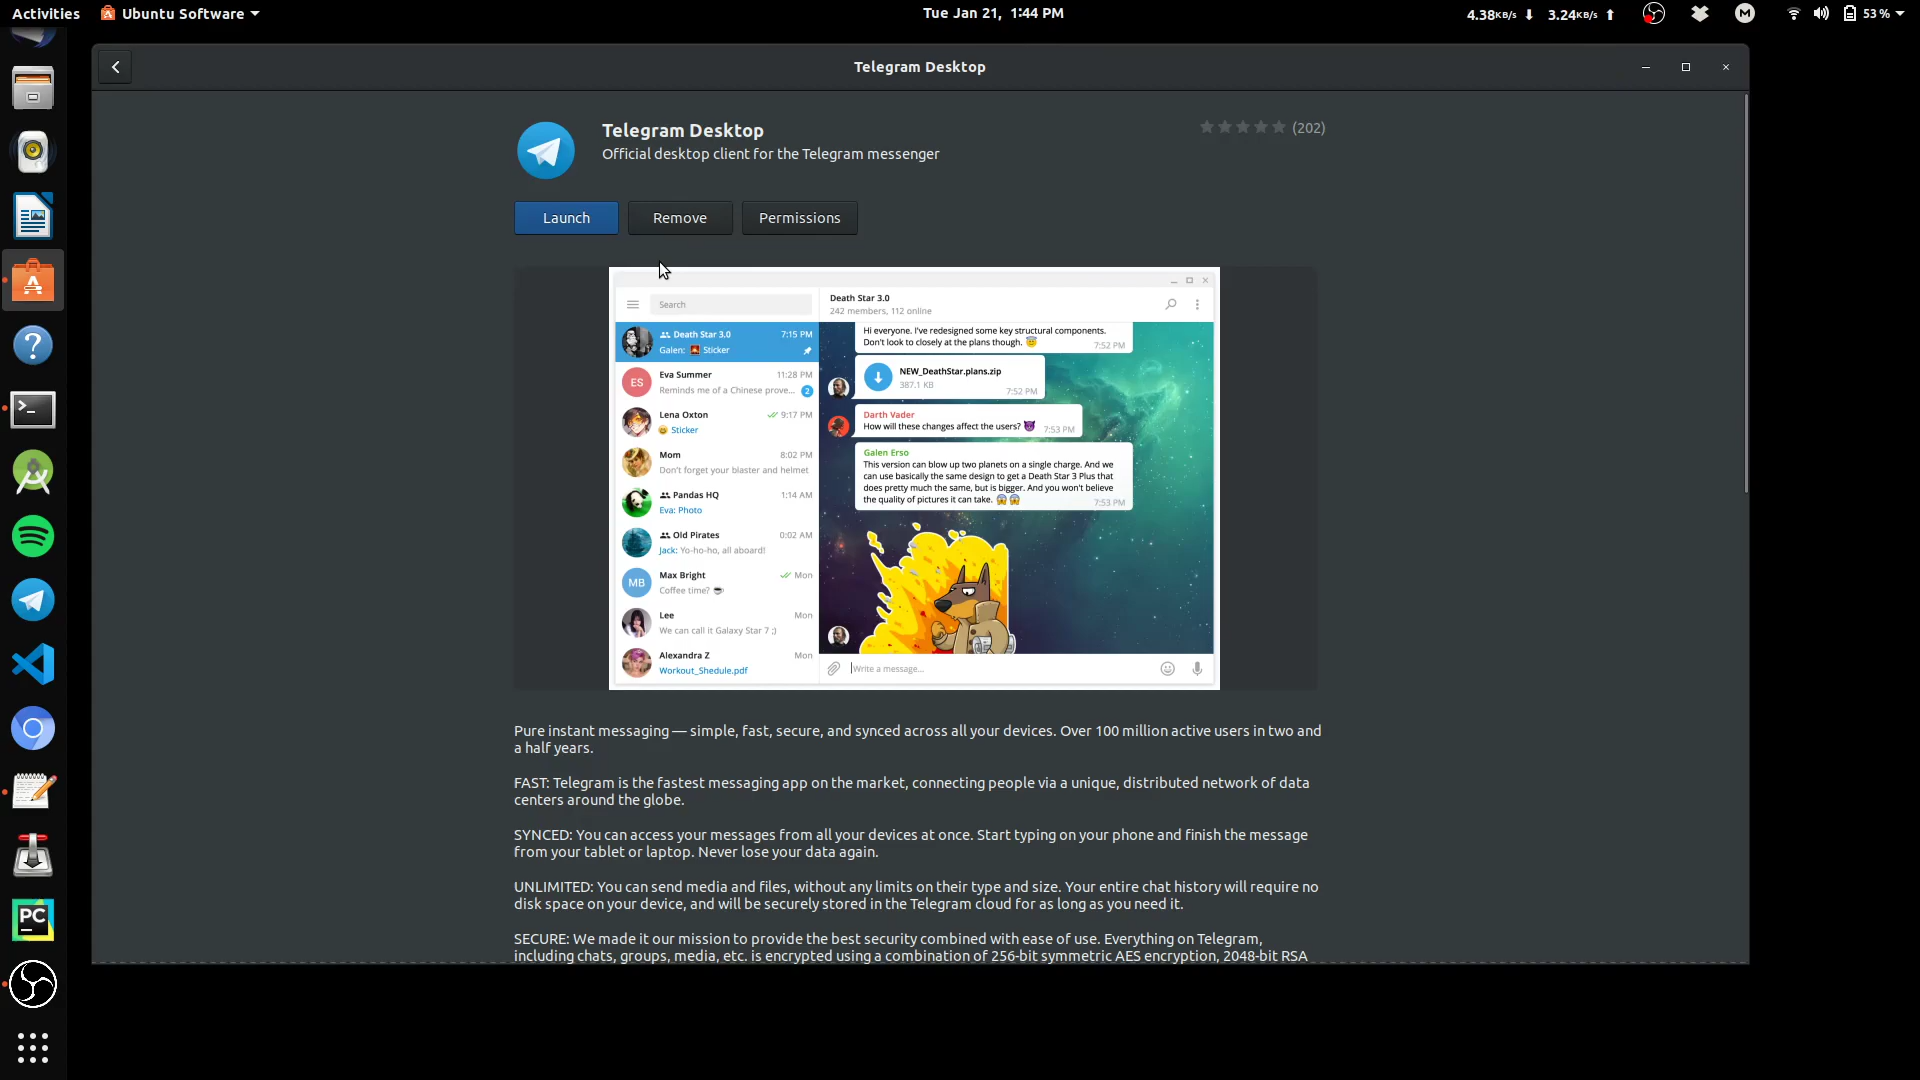 Activities
Ubuntu Software
Tue Jan 21, 1:44 PM
4.38KB/s
3.24KB/s
M
53 %
Telegram Desktop
Telegram Desktop
Official desktop client for the Telegram messenger
(202)
Launch
Remove
Permissions
Search
Death Star 3.0
7:15 PM
Galen: Sticker
ES
Eva Summer
11:28 PM
Reminds me of a Chinese prove...
2
Lena Oxton
9:17 PM
Sticker
Mom
8:02 PM
Don't forget your blaster and helmet
Pandas HQ
1:14 AM
Eva: Photo
Old Pirates
0:02 AM
Jack: Yo-ho-ho, all aboard!
MB
Max Bright
Mon
Coffee time?
Lee
Mon
We can call it Galaxy Star 7 ;)
Alexandra Z
Mon
Workout_Shedule.pdf
Death Star 3.0
242 members, 112 online
Hi everyone. I've redesigned some key structural components.
Don't look to closely at the plans though.
7:52 PM
NEW_DeathStar.plans.zip
387.1 KB
7:52 PM
Darth Vader
How will these changes affect the users?
7:53 PM
Galen Erso
This version can blow up two planets on a single charge. And we
can use basically the same design to get a Death Star 3 Plus that
does pretty much the same, but is bigger. And you won't believe
the quality of pictures it can take.
7:53 PM
Write a message...
Pure instant messaging — simple, fast, secure, and synced across all your devices. Over 100 million active users in two and
a half years.
FAST: Telegram is the fastest messaging app on the market, connecting people via a unique, distributed network of data
centers around the globe.
SYNCED: You can access your messages from all your devices at once. Start typing on your phone and finish the message
from your tablet or laptop. Never lose your data again.
UNLIMITED: You can send media and files, without any limits on their type and size. Your entire chat history will require no
disk space on your device, and will be securely stored in the Telegram cloud for as long as you need it.
SECURE: We made it our mission to provide the best security combined with ease of use. Everything on Telegram,
including chats, groups, media, etc. is encrypted using a combination of 256-bit symmetric AES encryption, 2048-bit RSA
PC